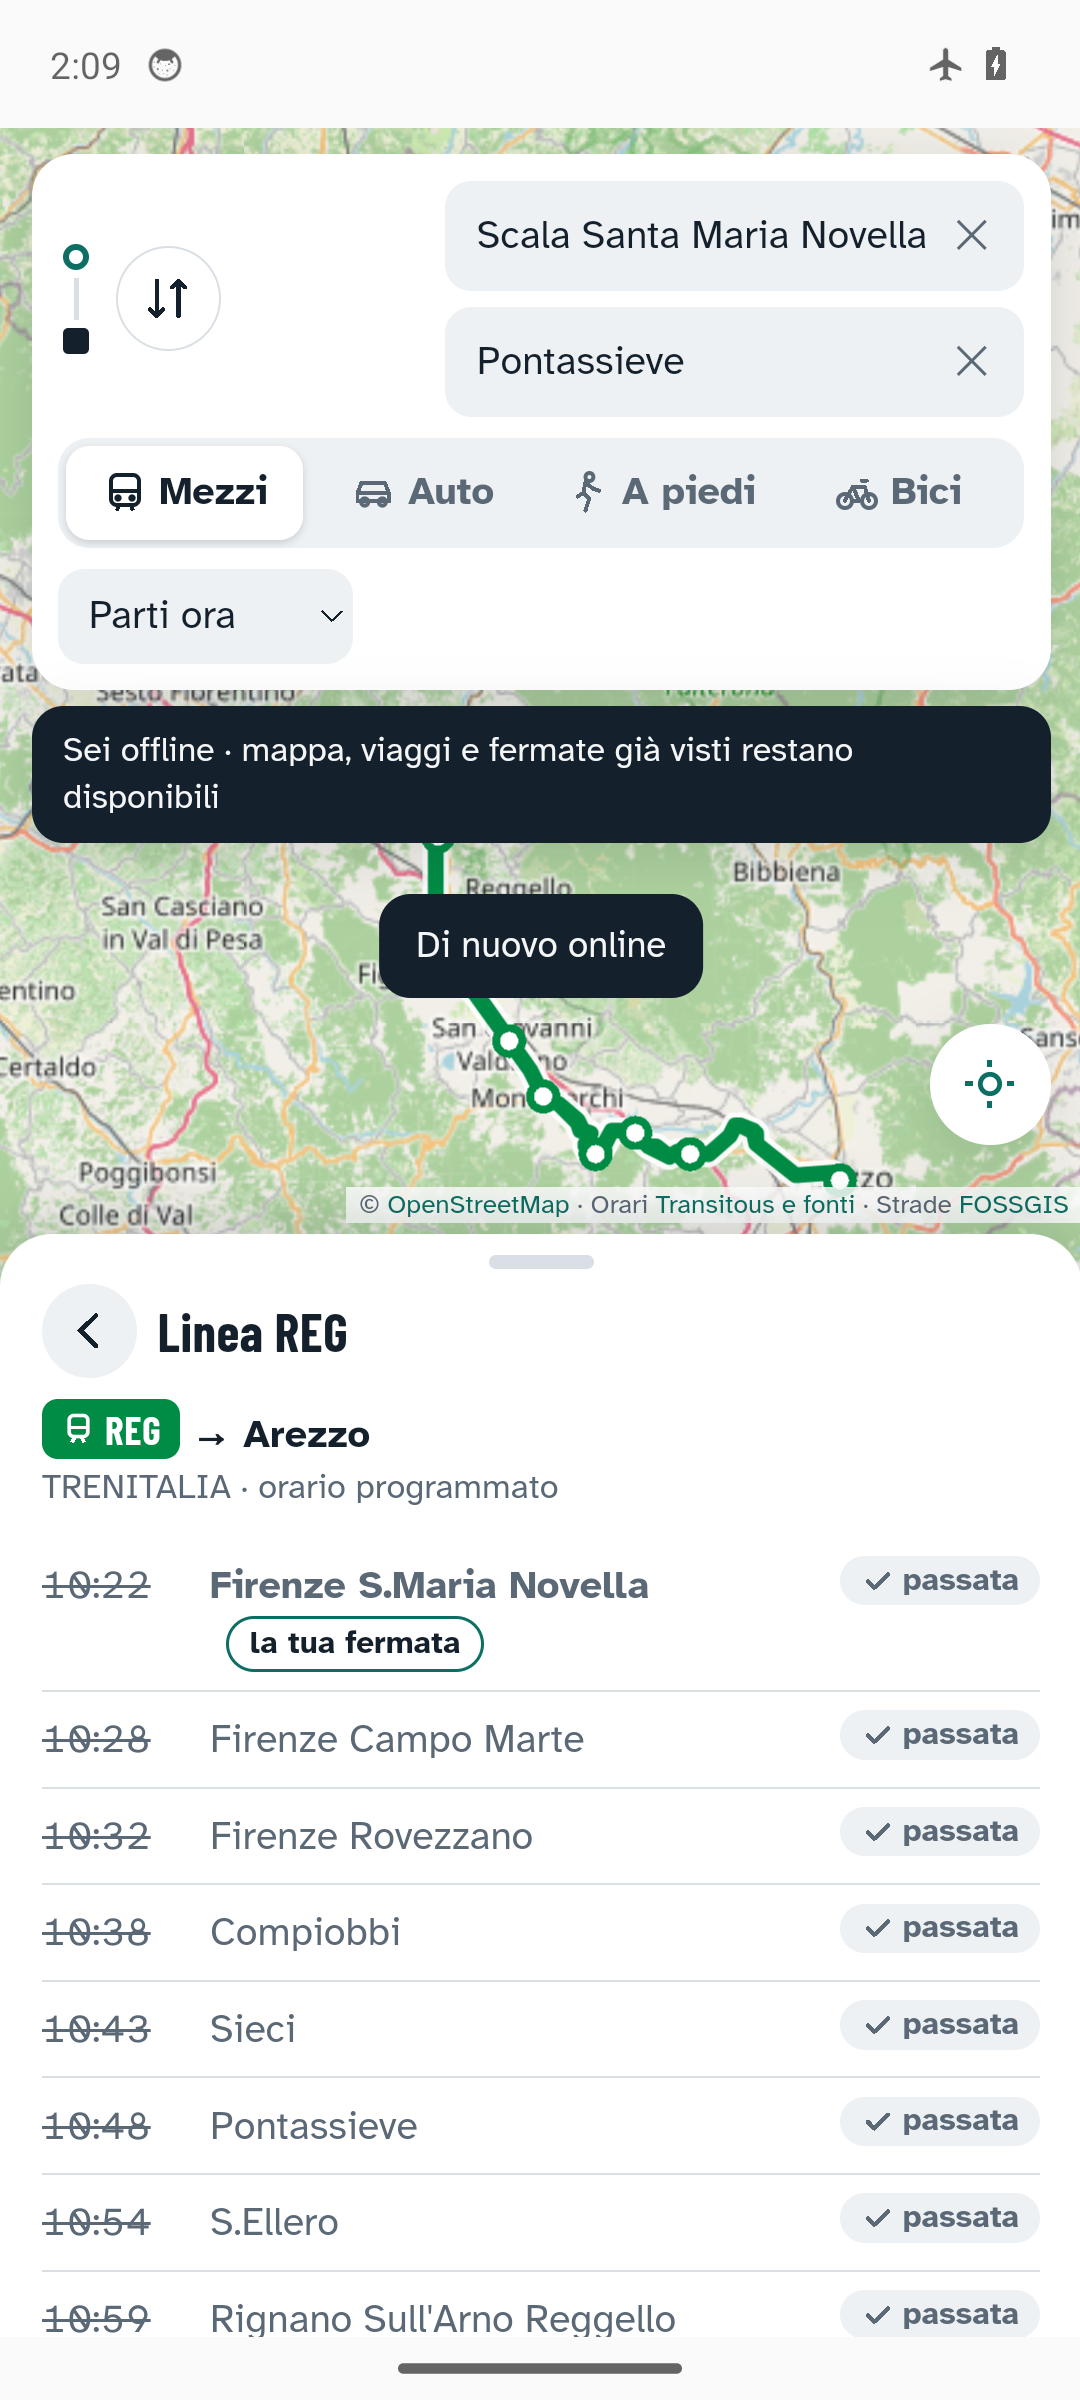 2:09
Scala Santa Maria Novella
Pontassieve
Mezzi
Auto
A piedi
Bici
Parti ora
Sesto Fiorentino
Sei offline · mappa, viaggi e fermate già visti restano
disponibili
Reggello
Bibbiena
San Casciano
in Val di Pesa
Di nuovo online
Certaldo
Poggibonsi
Colle di Val
© OpenStreetMap · Orari Transitous e fonti · Strade FOSSGIS
Linea REG
REG → Arezzo
TRENITALIA · orario programmato
10:22 Firenze S.Maria Novella passata
la tua fermata
10:28 Firenze Campo Marte passata
10:32 Firenze Rovezzano passata
10:38 Compiobbi passata
10:43 Sieci passata
10:48 Pontassieve passata
10:54 S.Ellero passata
10:59 Rignano Sull'Arno Reggello passata